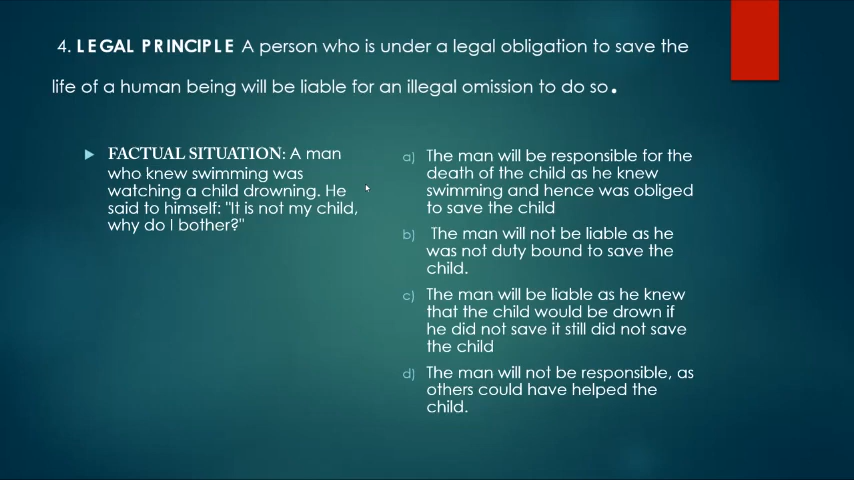 4. LEGAL PRINCIPLE A person who is under a legal obligation to save the
life of a human being will be liable for an illegal omission to do so.
FACTUAL SITUATION: A man
who knew swimming was
watching a child drowning. He
said to himself: "It is not my child,
why do I bother?"
a) The man will be responsible for the
death of the child as he knew
swimming and hence was obliged
to save the child
b) The man will not be liable as he
was not duty bound to save the
child.
c) The man will be liable as he knew
that the child would be drown if
he did not save it still did not save
the child
d) The man will not be responsible, as
others could have helped the
child.